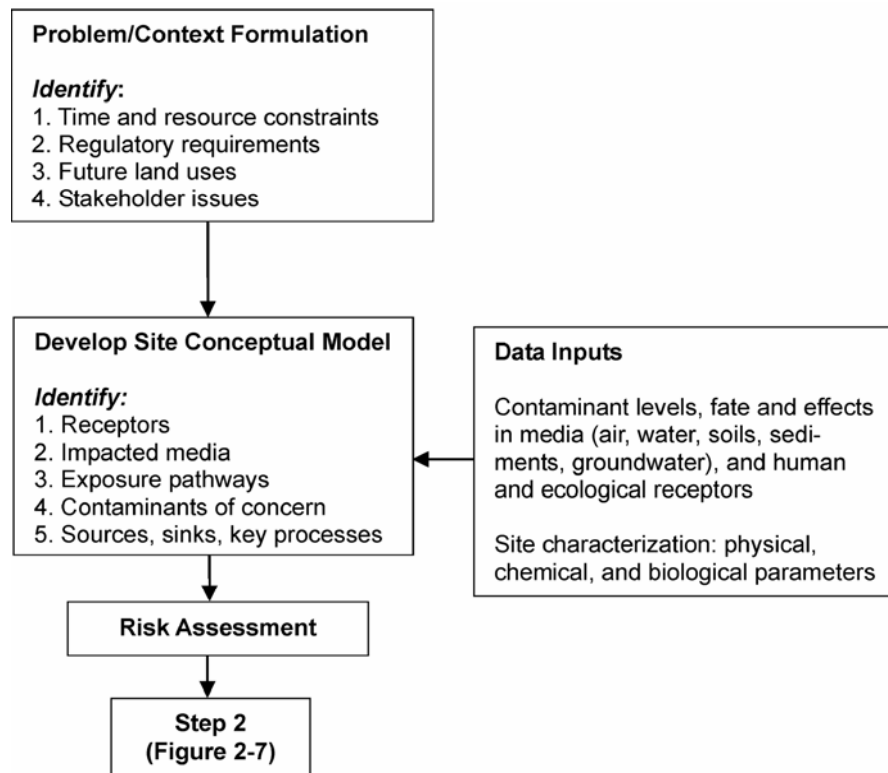 Problem/Context Formulation
Identify:
1. Time and resource constraints
2. Regulatory requirements
3. Future land uses
4. Stakeholder issues
Develop Site Conceptual Model
Identify:
1. Receptors
2. Impacted media
3. Exposure pathways
4. Contaminants of concern
5. Sources, sinks, key processes
Data Inputs
Contaminant levels, fate and effects
in media (air, water, soils, sedi-
ments, groundwater), and human
and ecological receptors
Site characterization: physical,
chemical, and biological parameters
Risk Assessment
Step 2
(Figure 2-7)